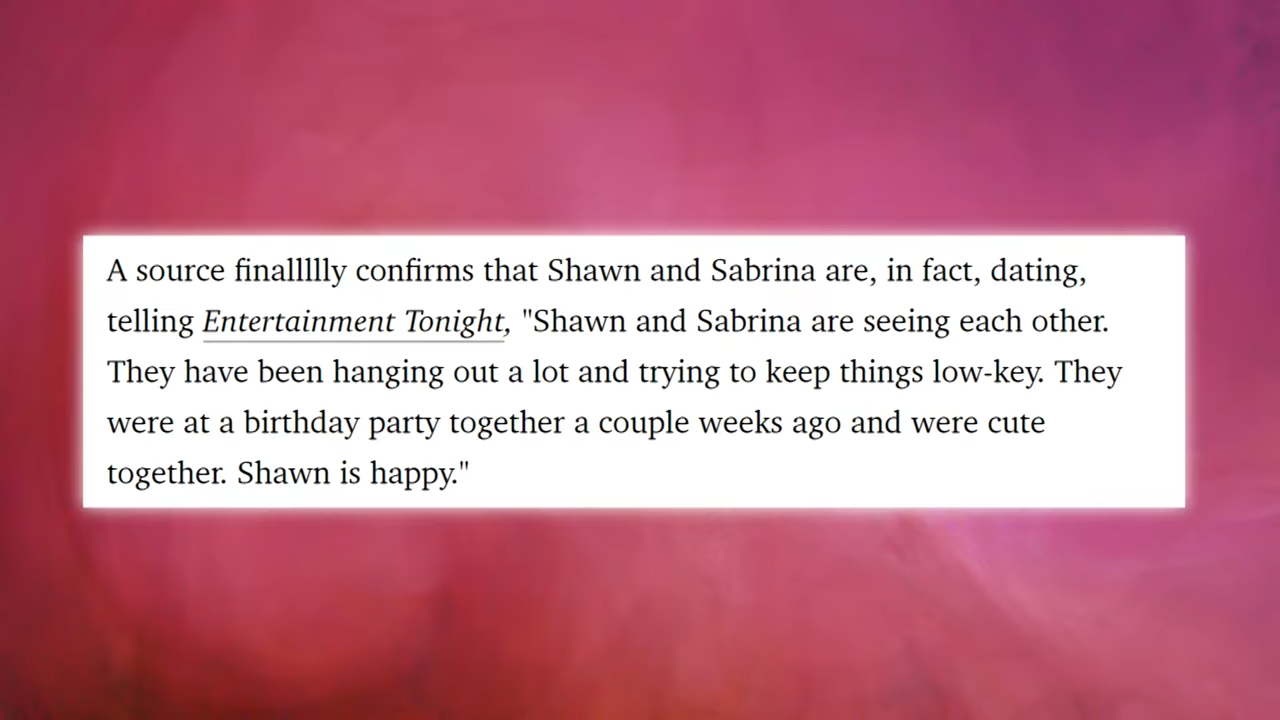 A source finallllly confirms that Shawn and Sabrina are, in fact, dating,
telling Entertainment Tonight, "Shawn and Sabrina are seeing each other.
They have been hanging out a lot and trying to keep things low-key. They
were at a birthday party together a couple weeks ago and were cute
together. Shawn is happy."